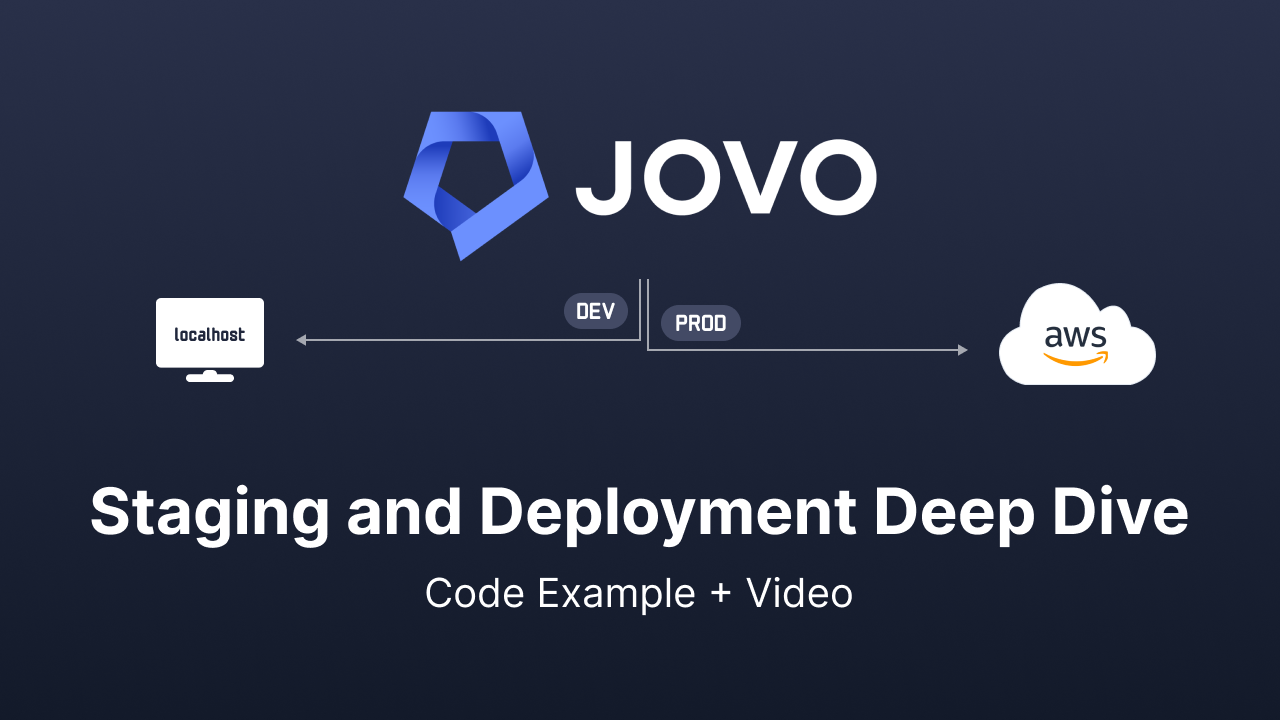 JOVO
DEV
PROD
localhost
aws
Staging and Deployment Deep Dive
Code Example + Video